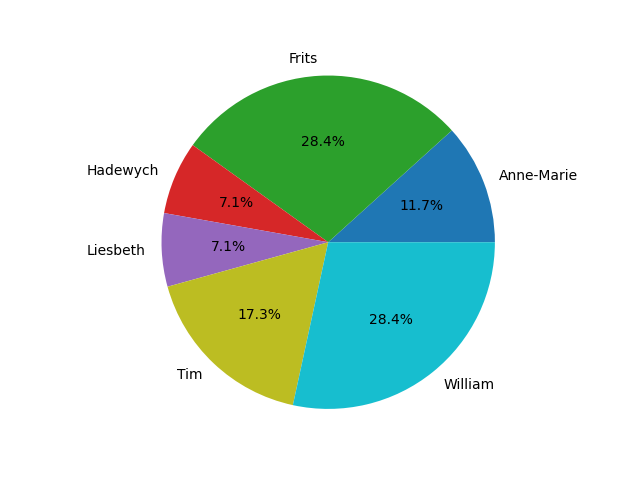 Frits
28.4%
Hadewych
Anne-Marie
7.1%
11.7%
Liesbeth
7.1%
17.3%
28.4%
Tim
William